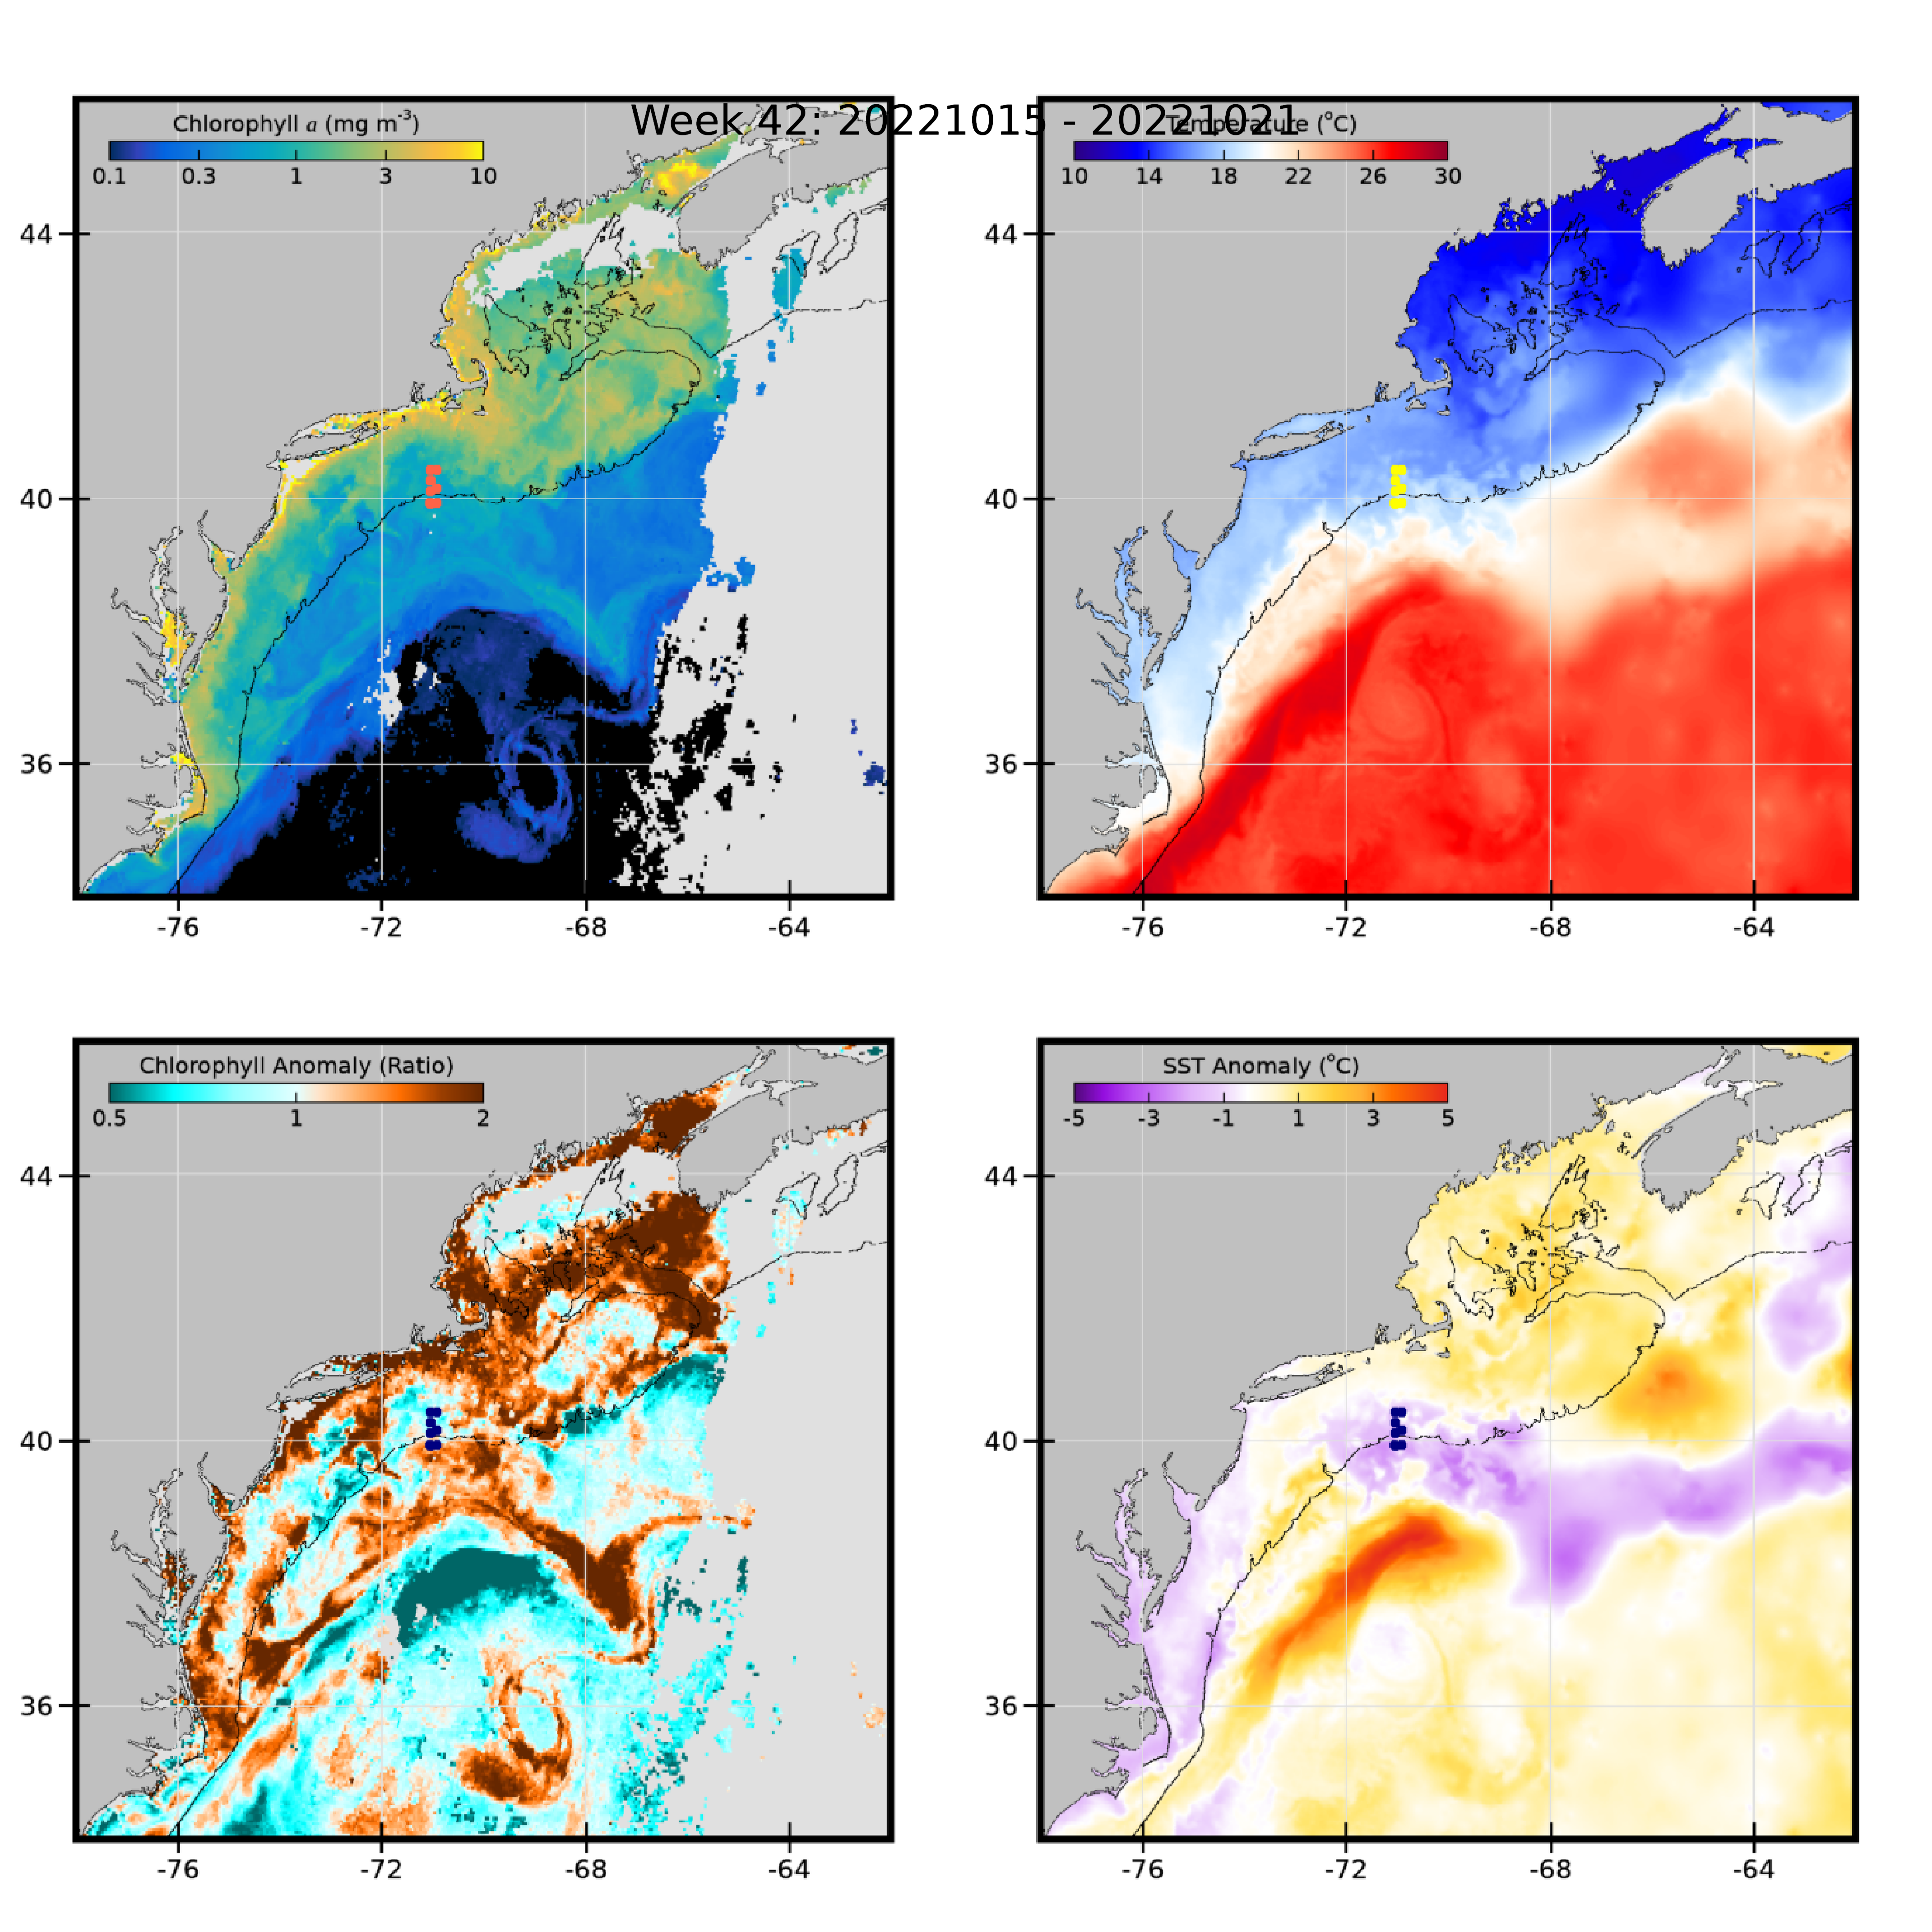 Week 42: 20221015 - 20221021
Chlorophyll a (mg m-3)
0.1 0.3 1 3 10
44
40
36
-76 -72 -68 -64
Temperature (oC)
10 14 18 22 26 30
44
40
36
-76 -72 -68 -64
Chlorophyll Anomaly (Ratio)
0.5 1 2
44
40
36
-76 -72 -68 -64
SST Anomaly (oC)
-5 -3 -1 1 3 5
44
40
36
-76 -72 -68 -64